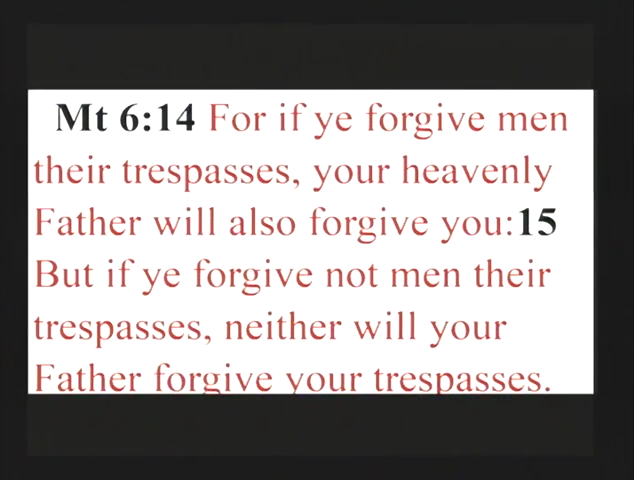 Mt 6:14 For if ye forgive men
their trespasses, your heavenly
Father will also forgive you:15
But if ye forgive not men their
trespasses, neither will your
Father forgive your trespasses.